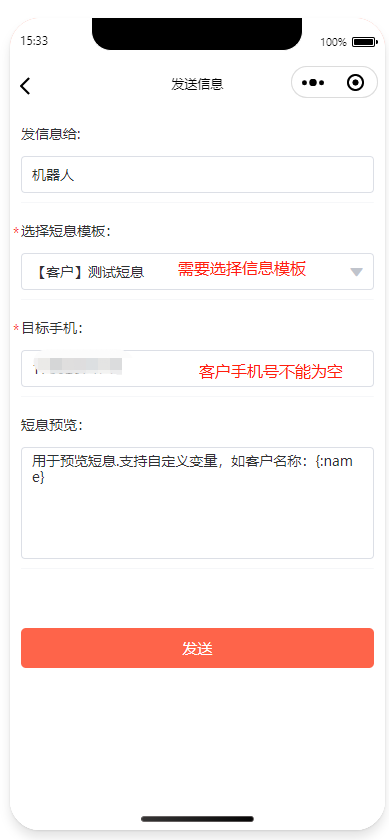 15:33
100%
发送信息
发信息给:
机器人
*选择短息模板：
【客户】测试短息
需要选择信息模板
*目标手机：
客户手机号不能为空
短息预览：
用于预览短息.支持自定义变量，如客户名称：{:nam
e}
发送